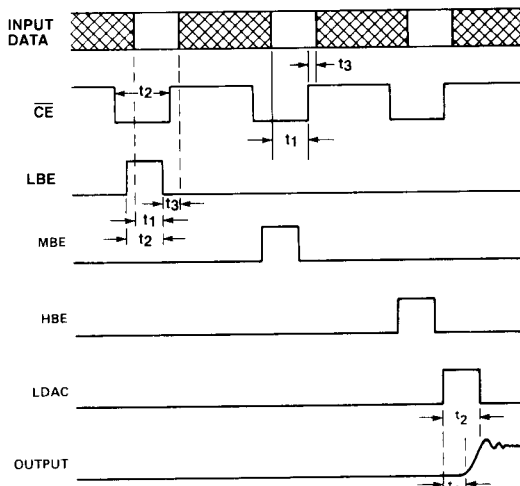 INPUT
DATA
t3
t2
CE
t1
LBE
t3
t1
t2
MBE
HBE
LDAC
t2
OUTPUT